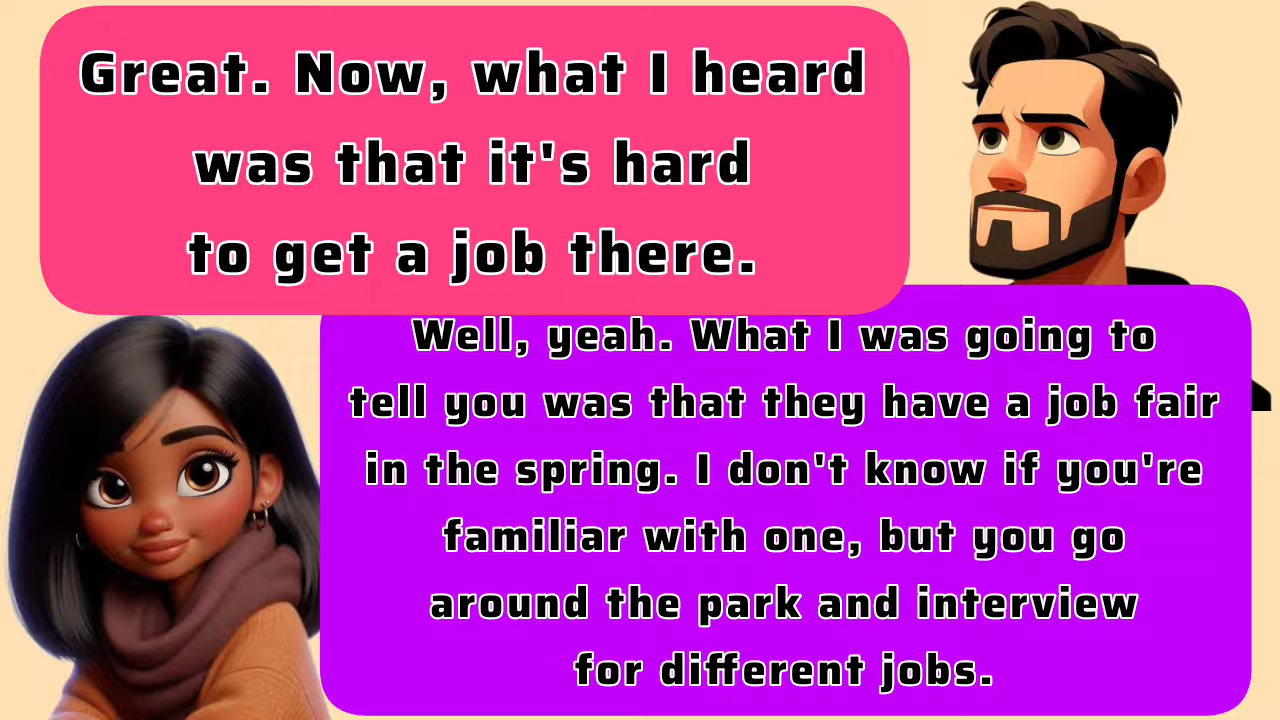 Great. Now, what I heard
was that it's hard
to get a job there.
Well, yeah. What I was going to
tell you was that they have a job fair
in the spring. I don't know if you're
familiar with one, but you go
around the park and interview
for different jobs.